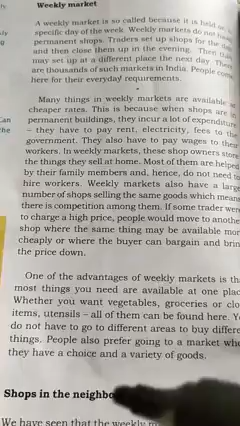 Weekly market
A weekly market is so called because it is held on
specific day of the week. Weekly markets do not have
permanent shops. Traders set up shops for the day
and then close them up in the evening. Then they
may set up at a different place the next day. There
are thousands of such markets in India. People come
here for their everyday requirements.
Many things in weekly markets are available at
cheaper rates. This is because when shops are in
permanent buildings, they incur a lot of expenditure
– they have to pay rent, electricity, fees to the
government. They also have to pay wages to their
workers. In weekly markets, these shop owners store
the things they sell at home. Most of them are helped
by their family members and, hence, do not need to
hire workers. Weekly markets also have a large
number of shops selling the same goods which means
there is competition among them. If some trader were
to charge a high price, people would move to anothe
shop where the same thing may be available mor
cheaply or where the buyer can bargain and brin
the price down.
One of the advantages of weekly markets is th
most things you need are available at one plac
Whether you want vegetables, groceries or clo
items, utensils – all of them can be found here. Y
do not have to go to different areas to buy differe
things. People also prefer going to a market whe
they have a choice and a variety of goods.
Shops in the neighbo
We have seen that the weekly m